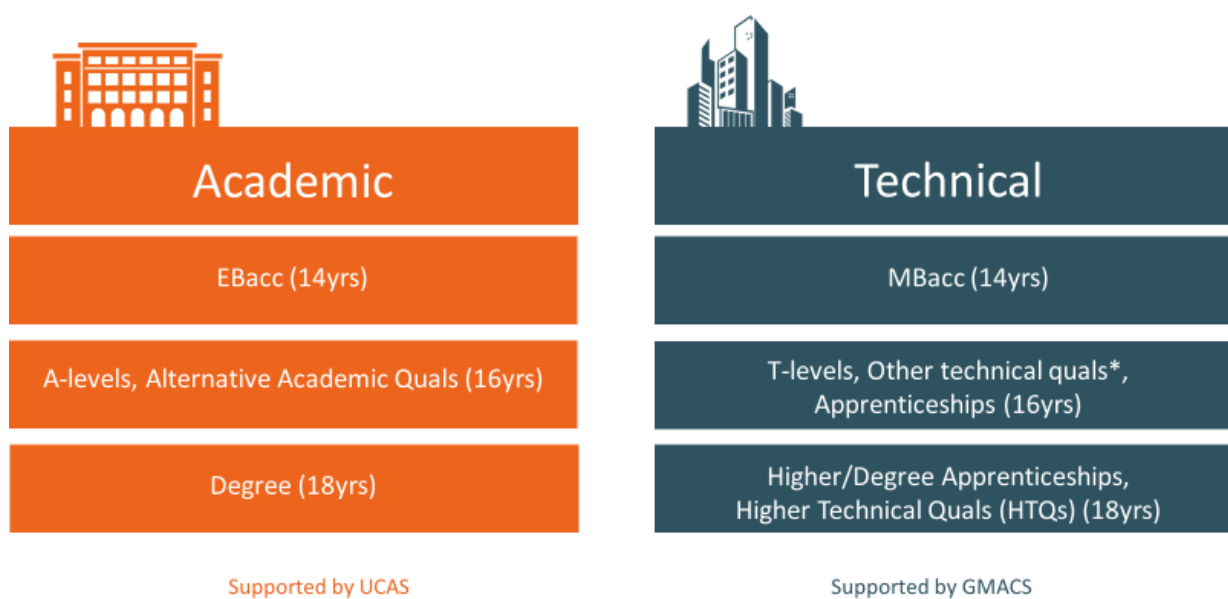 Academic
EBacc (14yrs)
A-levels, Alternative Academic Quals (16yrs)
Degree (18yrs)
Supported by UCAS
Technical
MBacc (14yrs)
T-levels, Other technical quals*,
Apprenticeships (16yrs)
Higher/Degree Apprenticeships,
Higher Technical Quals (HTQs) (18yrs)
Supported by GMACS